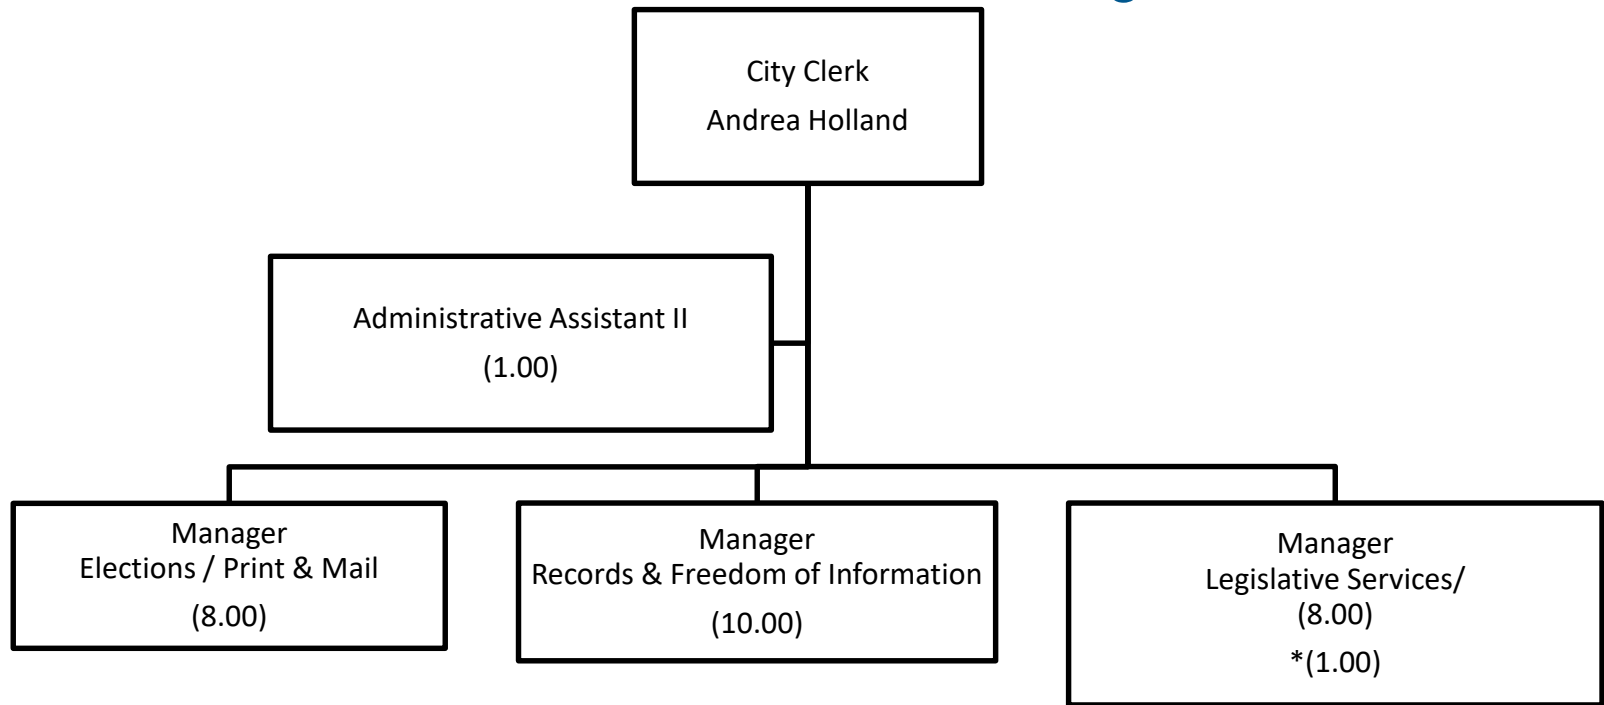 City Clerk
Andrea Holland
Administrative Assistant II
(1.00)
Manager
Elections / Print & Mail
(8.00)
Manager
Records & Freedom of Information
(10.00)
Manager
Legislative Services/
(8.00)
*(1.00)